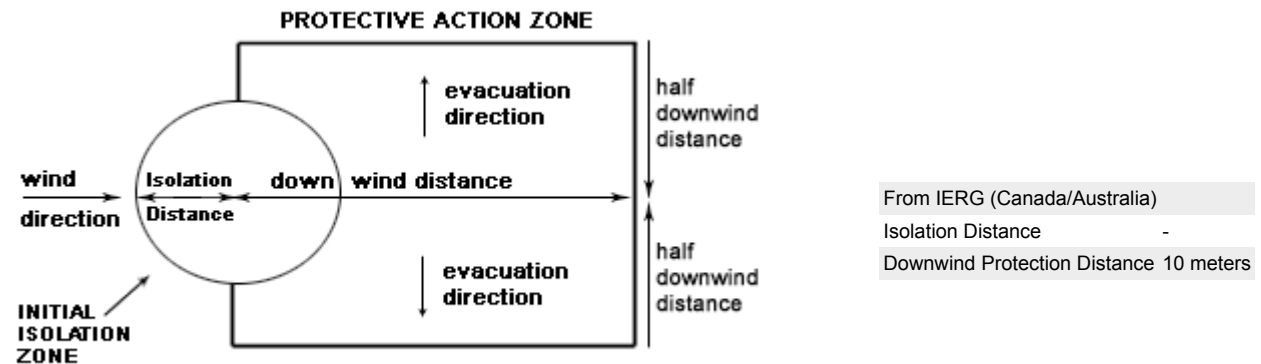 PROTECTIVE ACTION ZONE
evacuation
direction
half
downwind
distance
wind
direction
Isolation
Distance
down wind distance
evacuation
direction
half
downwind
distance
INITIAL
ISOLATION
ZONE
From IERG (Canada/Australia)
Isolation Distance -
Downwind Protection Distance 10 meters